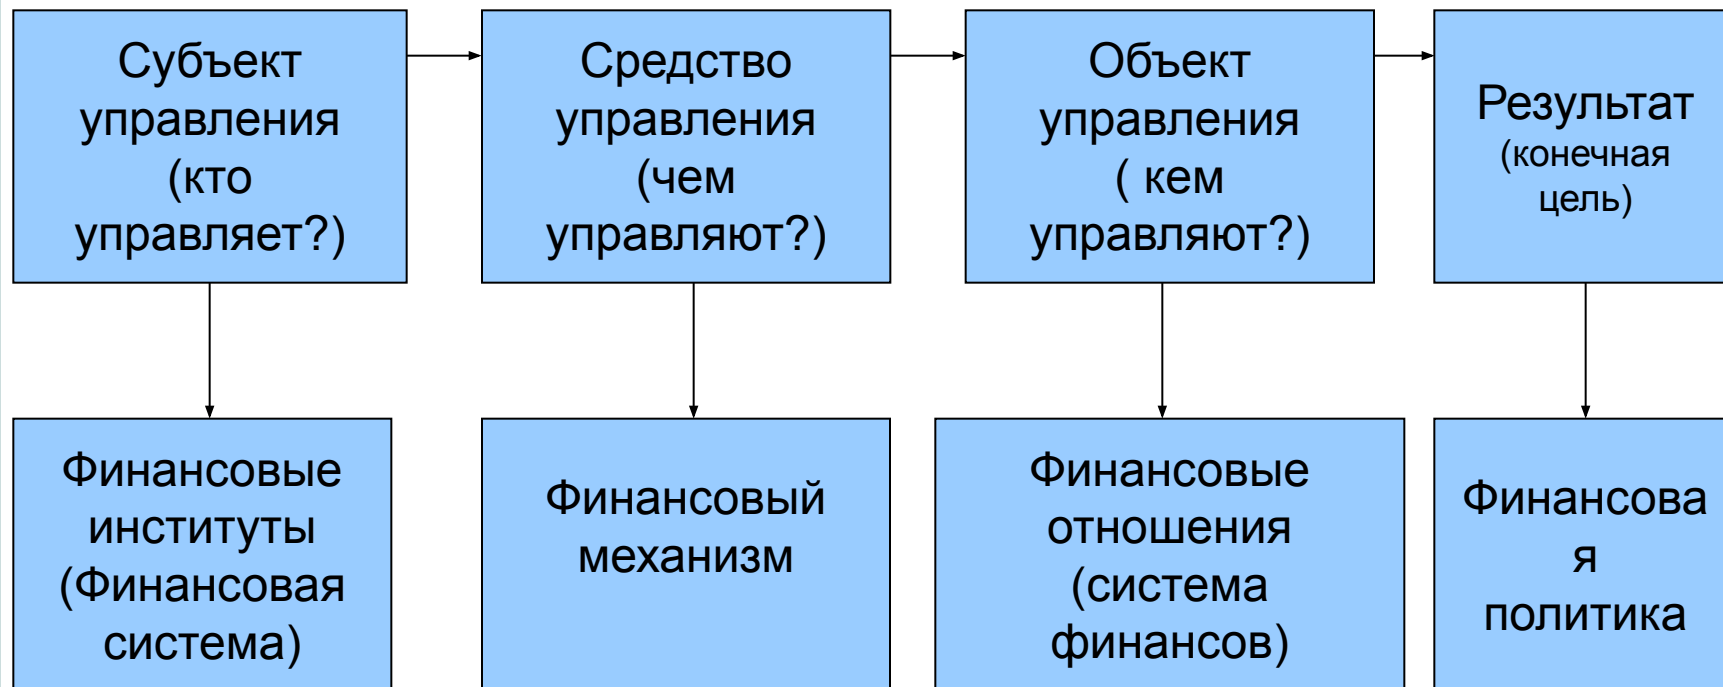 Субъект
управления
(кто
управляет?)
Средство
управления
(чем
управляют?)
Объект
управления
( кем
управляют?)
Результат
(конечная
цель)
Финансовые
институты
(Финансовая
система)
Финансовый
механизм
Финансовые
отношения
(система
финансов)
Финансова
я
политика